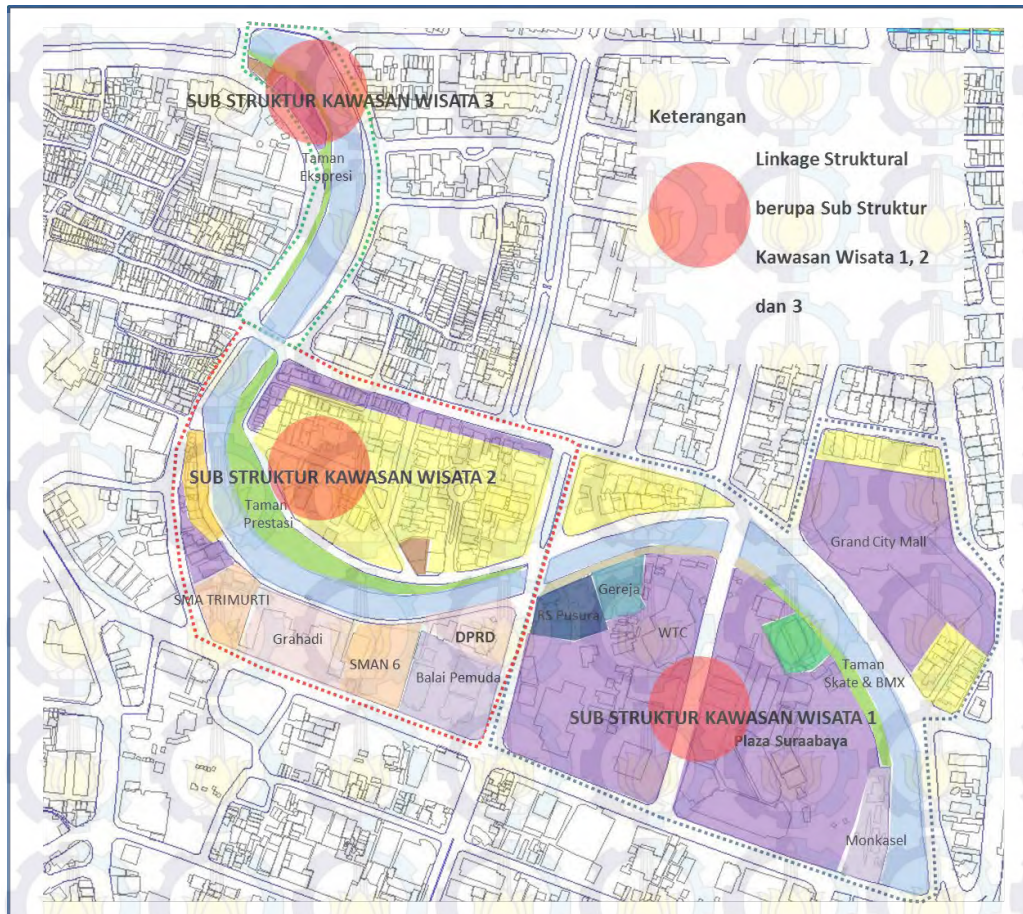 SUB STRUKTUR KAWASAN WISATA 3
Taman
Ekspresi
Keterangan
Linkage Struktural
berupa Sub Struktur
Kawasan Wisata 1, 2
dan 3
SUB STRUKTUR KAWASAN WISATA 2
Taman
Prestasi
Grand City Mall
SMA TRIMURTI
Grahadi
SMAN 6
DPRD
Balai Pemuda
RS Pusura
Gereja
WTC
Taman
Skate & BMX
SUB STRUKTUR KAWASAN WISATA 1
Plaza Suraabaya
Monkasel